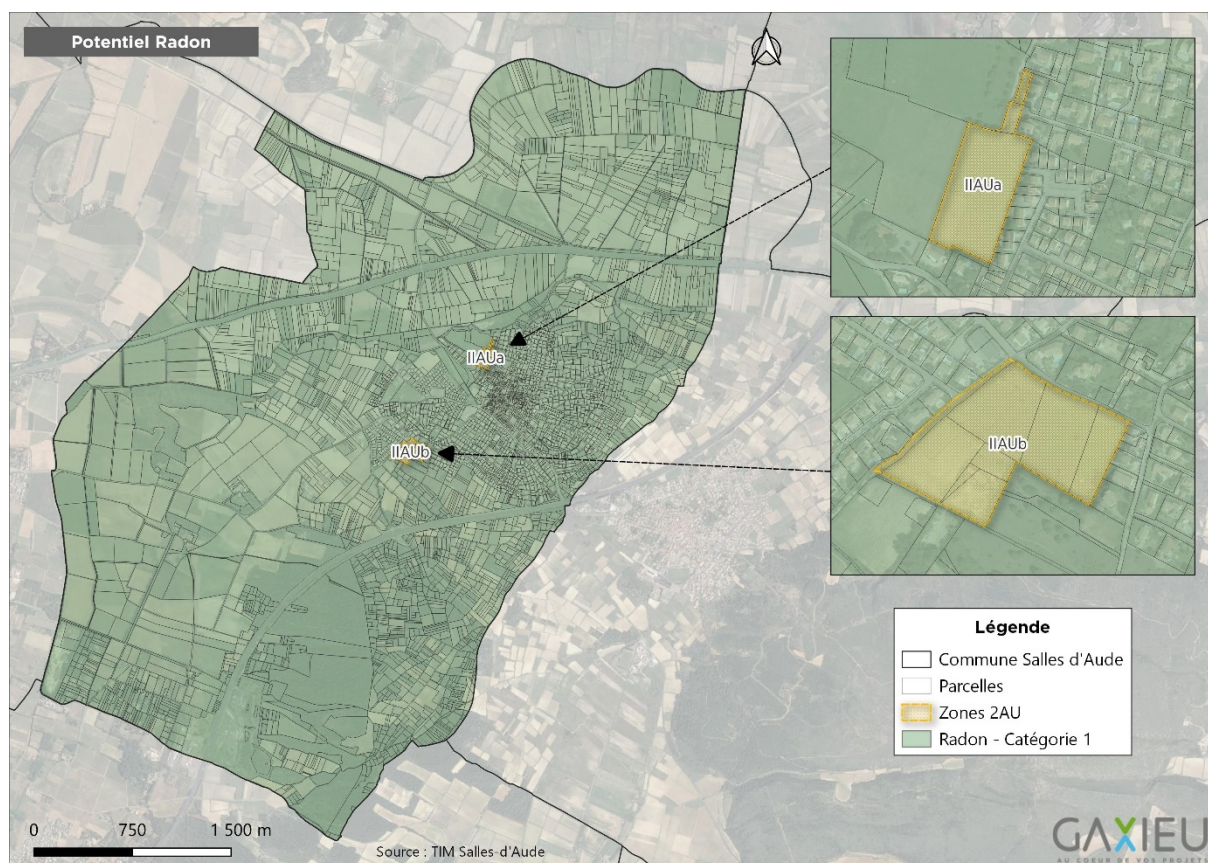 Potentiel Radon
IIAUa
IIAUb
IIAUa
IIAUb
Légende
Commune Salles d'Aude
Parcelles
Zones 2AU
Radon - Catégorie 1
0 750 1 500 m
Source : TIM Salles-d'Aude
GAXIEU
AU COEUR DE VOS PROJETS